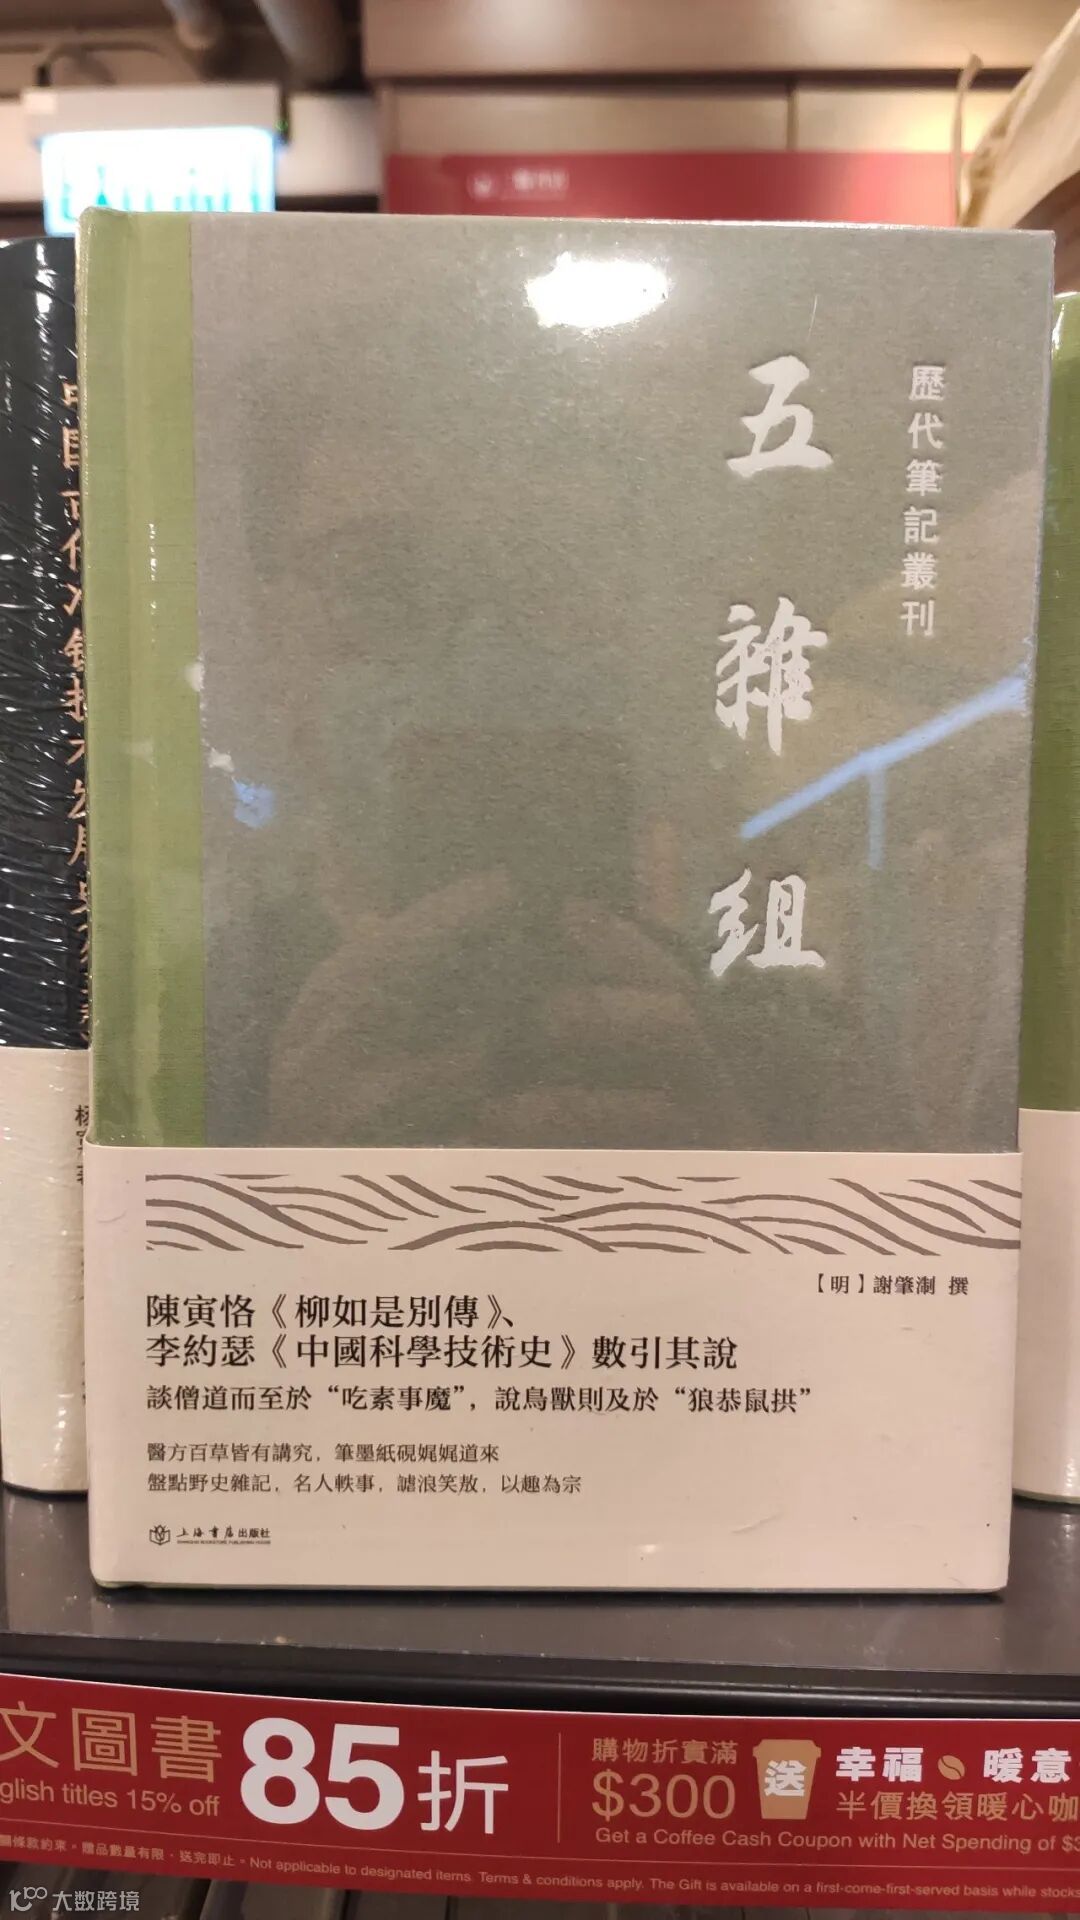 歷代筆記叢刊
五雜組
【明】謝肇淛 撰
陳寅恪《柳如是別傳》、
李約瑟《中國科學技術史》數引其說
談僧道而至於“吃素事魔”，說鳥獸則及於“狼恭鼠拱”
醫方百草皆有講究，筆墨紙硯娓娓道來
盤點野史雜記，名人軼事，謔浪笑敖，以趣為宗
上海書店出版社
SHANGHAI BOOKSTORE PUBLISHING HOUSE
文圖書
glish titles 15% off
85折
購物折實滿
$300
送
幸福 暖意
半價換領暖心咖
Get a Coffee Cash Coupon with Net Spending of $3
條款約束。贈品數量有限，送完即止。Not applicable to designated items. Terms & conditions apply. The Gift is available on a first-come-first-served basis while stocks
大数跨境